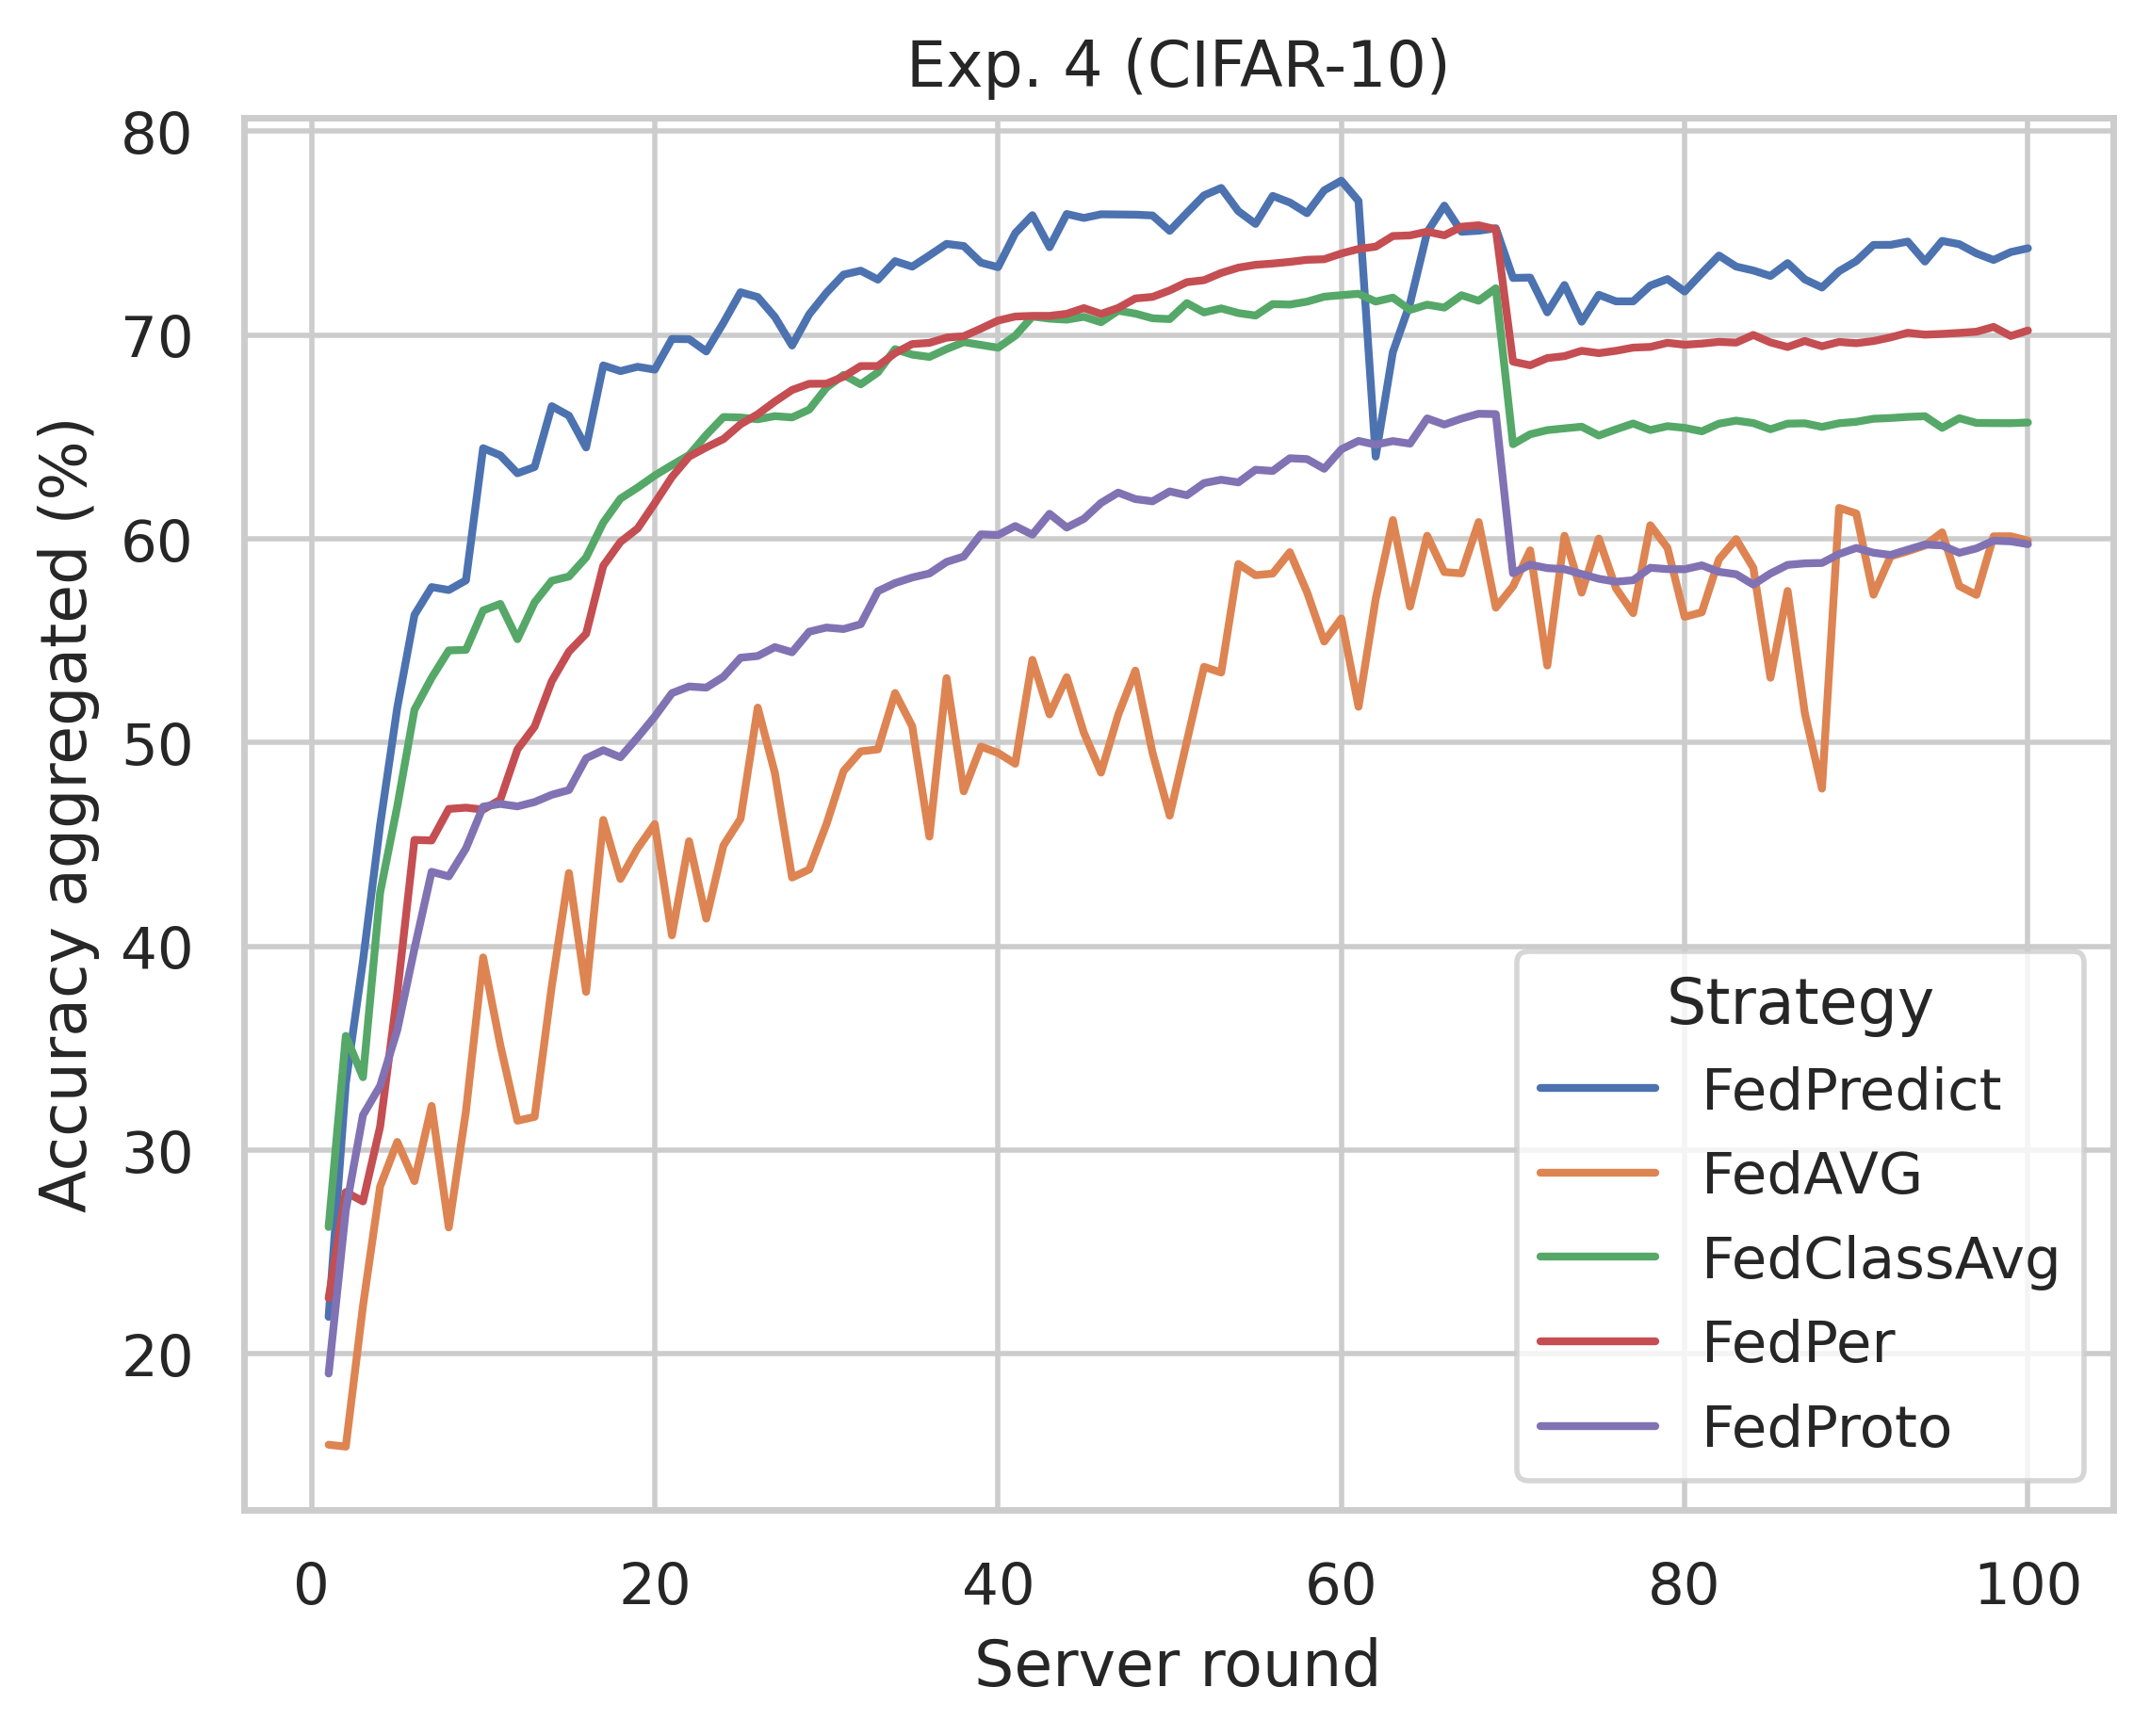 Exp. 4 (CIFAR-10)
Accuracy aggregated (%)
80
70
60
50
40
30
20
0 20 40 60 80 100
Server round
Strategy
FedPredict
FedAVG
FedClassAvg
FedPer
FedProto